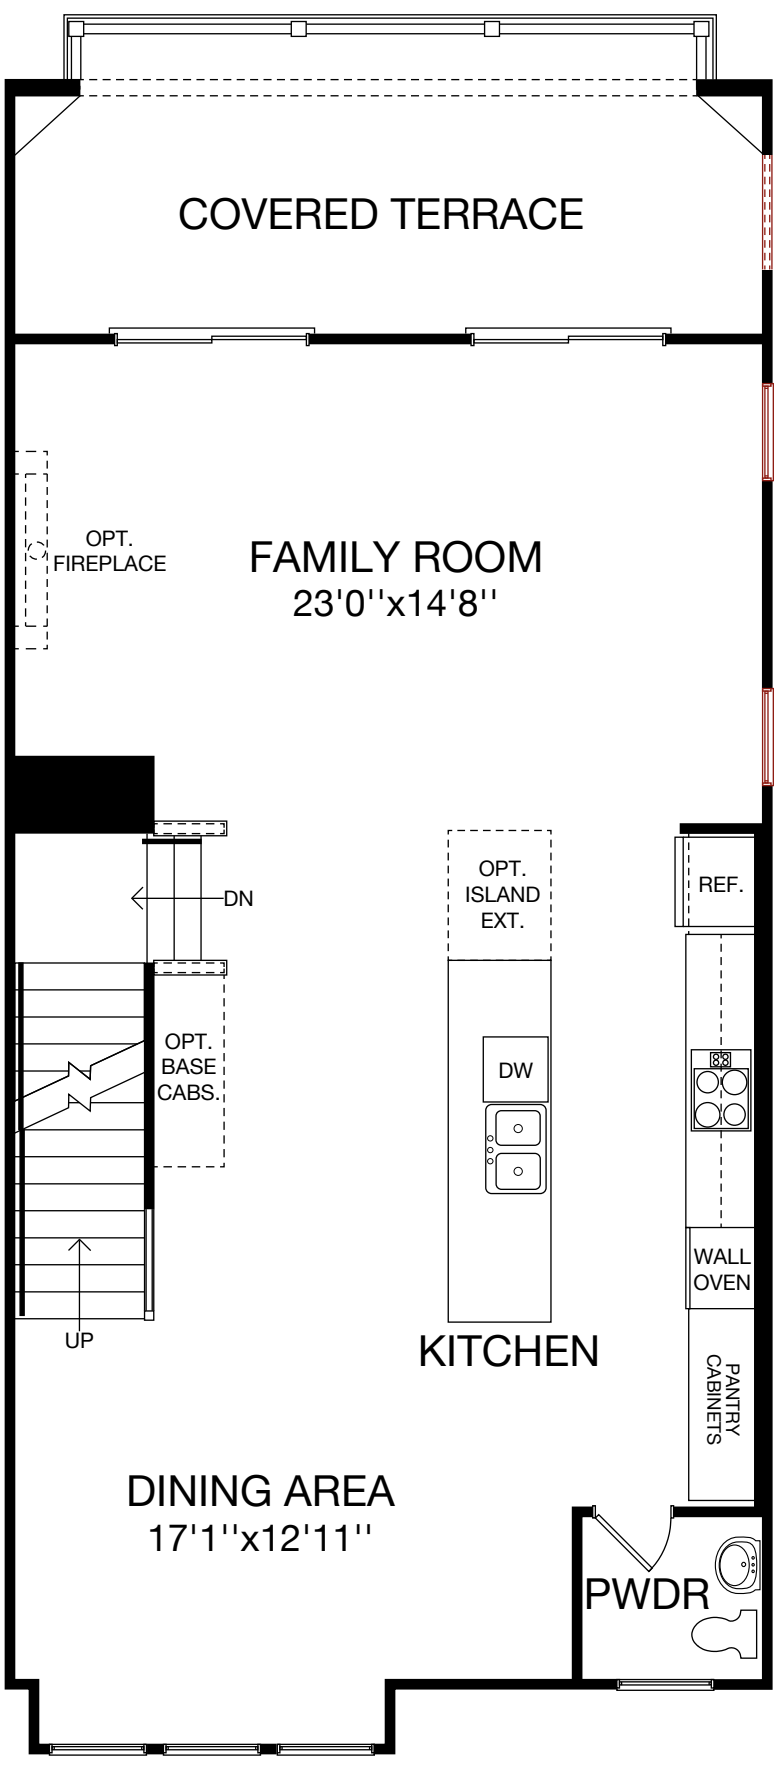 COVERED TERRACE
OPT.
FIREPLACE
FAMILY ROOM
23'0''x14'8''
OPT.
ISLAND
EXT.
REF.
DN
OPT.
BASE
CABS.
DW
WALL
OVEN
UP
KITCHEN
PANTRY
CABINETS
DINING AREA
17'1''x12'11''
PWDR